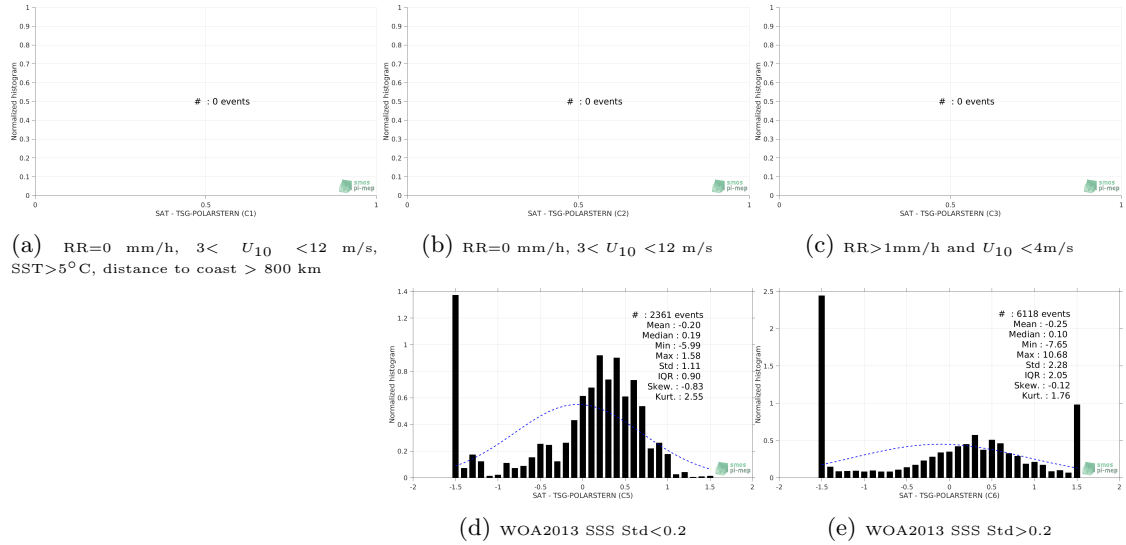 Normalized histogram
1
0.9
0.8
0.7
0.6
0.5
0.4
0.3
0.2
0.1
0
# : 0 events
smos
pi-mep
0 0.5 1
SAT - TSG-POLARSTERN (C1)
(a) RR=0 mm/h, 3< U10 <12 m/s,
SST>5°C, distance to coast > 800 km
Normalized histogram
1
0.9
0.8
0.7
0.6
0.5
0.4
0.3
0.2
0.1
0
# : 0 events
smos
pi-mep
0 0.5 1
SAT - TSG-POLARSTERN (C2)
(b) RR=0 mm/h, 3< U10 <12 m/s
Normalized histogram
1
0.9
0.8
0.7
0.6
0.5
0.4
0.3
0.2
0.1
0
# : 0 events
smos
pi-mep
0 0.5 1
SAT - TSG-POLARSTERN (C3)
(c) RR>1mm/h and U10 <4m/s
Normalized histogram
1.4
1.2
1
0.8
0.6
0.4
0.2
0
# : 2361 events
Mean : -0.20
Median : 0.19
Min : -5.99
Max : 1.58
Std : 1.11
IQR : 0.90
Skew. : -0.83
Kurt. : 2.55
smos
pi-mep
-2 -1.5 -1 -0.5 0 0.5 1 1.5 2
SAT - TSG-POLARSTERN (C5)
(d) WOA2013 SSS Std<0.2
Normalized histogram
2.5
2
1.5
1
0.5
0
# : 6118 events
Mean : -0.25
Median : 0.10
Min : -7.65
Max : 10.68
Std : 2.28
IQR : 2.05
Skew. : -0.12
Kurt. : 1.76
smos
pi-mep
-2 -1.5 -1 -0.5 0 0.5 1 1.5 2
SAT - TSG-POLARSTERN (C6)
(e) WOA2013 SSS Std>0.2